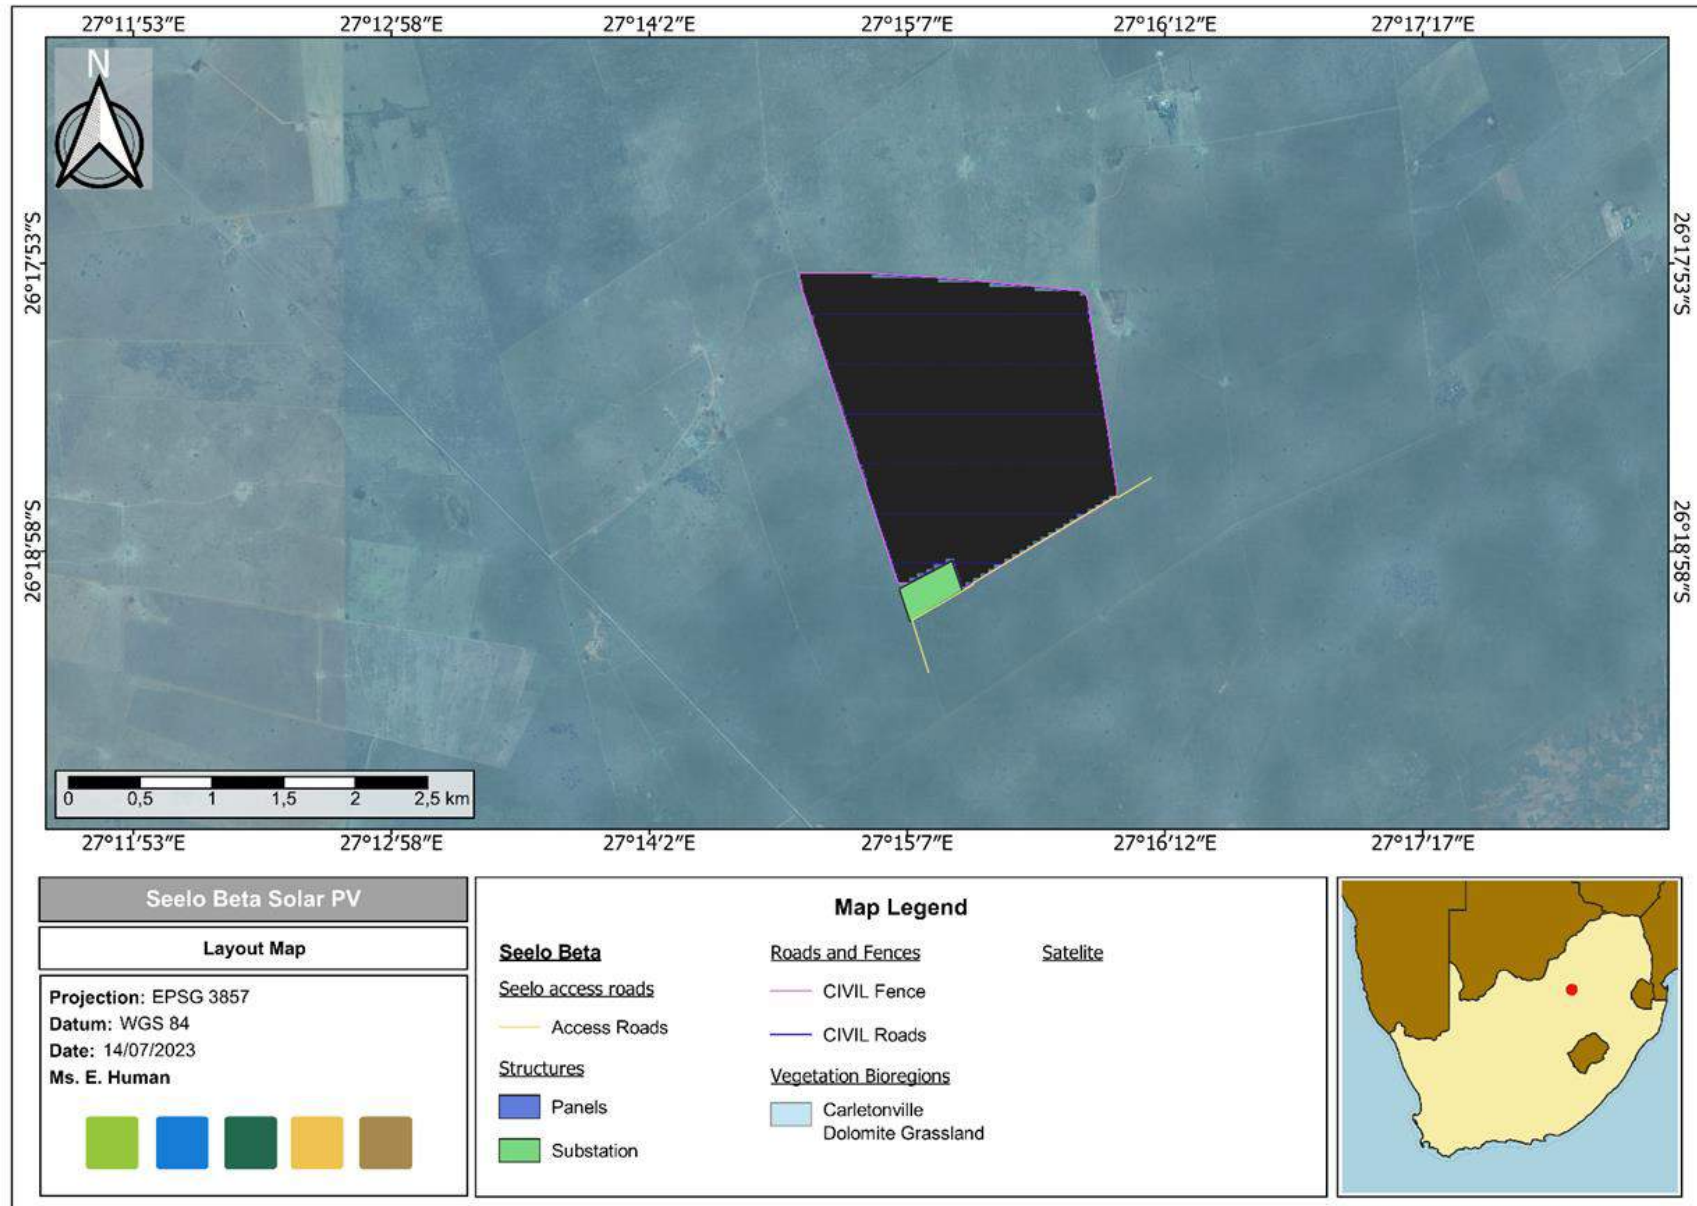 27°11′53″E 27°12′58″E 27°14′2″E 27°15′7″E 27°16′12″E 27°17′17″E
N
26°17′53″S 26°17′53″S
26°18′58″S 26°18′58″S
0 0,5 1 1,5 2 2,5 km
27°11′53″E 27°12′58″E 27°14′2″E 27°15′7″E 27°16′12″E 27°17′17″E
Seelo Beta Solar PV
Layout Map
Projection: EPSG 3857
Datum: WGS 84
Date: 14/07/2023
Ms. E. Human
Map Legend
Seelo Beta
Seelo access roads
Access Roads
Structures
Panels
Substation
Roads and Fences
CIVIL Fence
CIVIL Roads
Vegetation Bioregions
Carletonville
Dolomite Grassland
Satelite